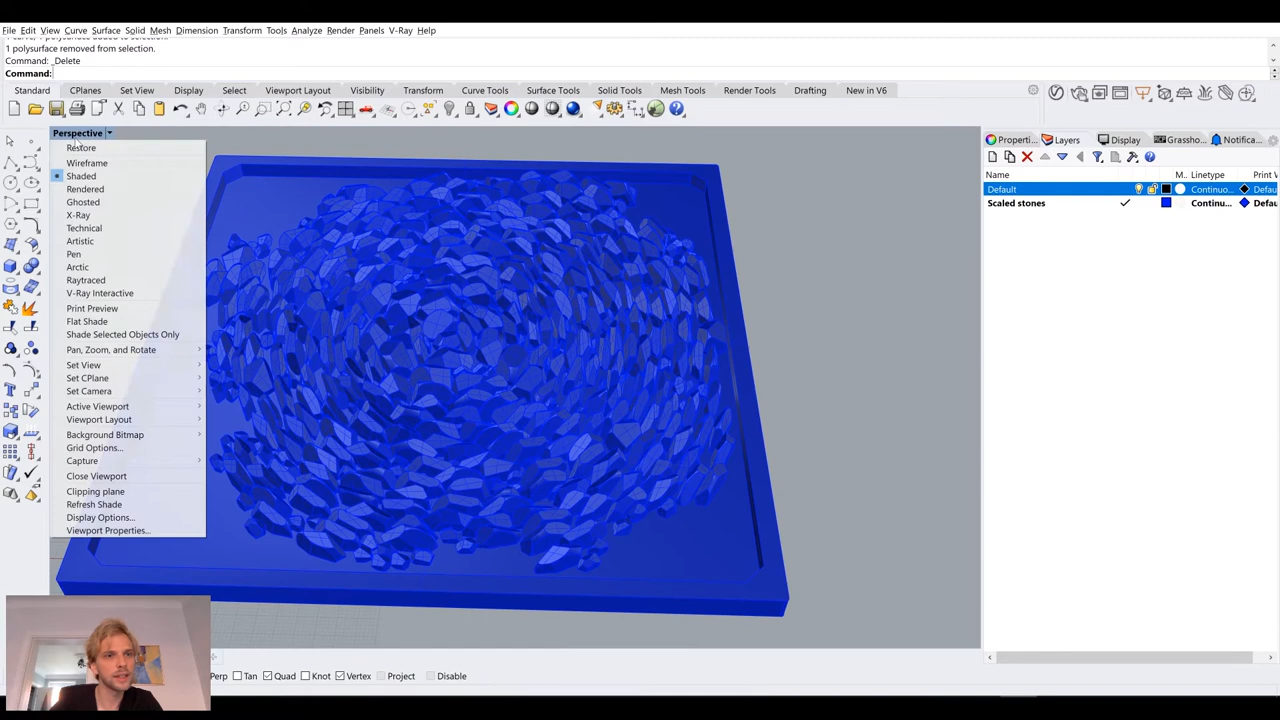 File Edit View Curve Surface Solid Mesh Dimension Transform Tools Analyze Render Panels V-Ray Help
1 polysurface removed from selection.
Command: _Delete
Command:
Standard CPlanes Set View Display Select Viewport Layout Visibility Transform Curve Tools Surface Tools Solid Tools Mesh Tools Render Tools Drafting New in V6
Perspective
Properti... Layers Display Grassho... Notifica...
Restore
Wireframe
Shaded
Rendered
Ghosted
X-Ray
Technical
Artistic
Pen
Arctic
Raytraced
V-Ray Interactive
Print Preview
Flat Shade
Shade Selected Objects Only
Pan, Zoom, and Rotate
Set View
Set CPlane
Set Camera
Active Viewport
Viewport Layout
Background Bitmap
Grid Options...
Capture
Close Viewport
Clipping plane
Refresh Shade
Display Options...
Viewport Properties...
Name M.. Linetype Print V
Default Continuo... Defau
Scaled stones Continu... Defau
Perp Tan Quad Knot Vertex Project Disable